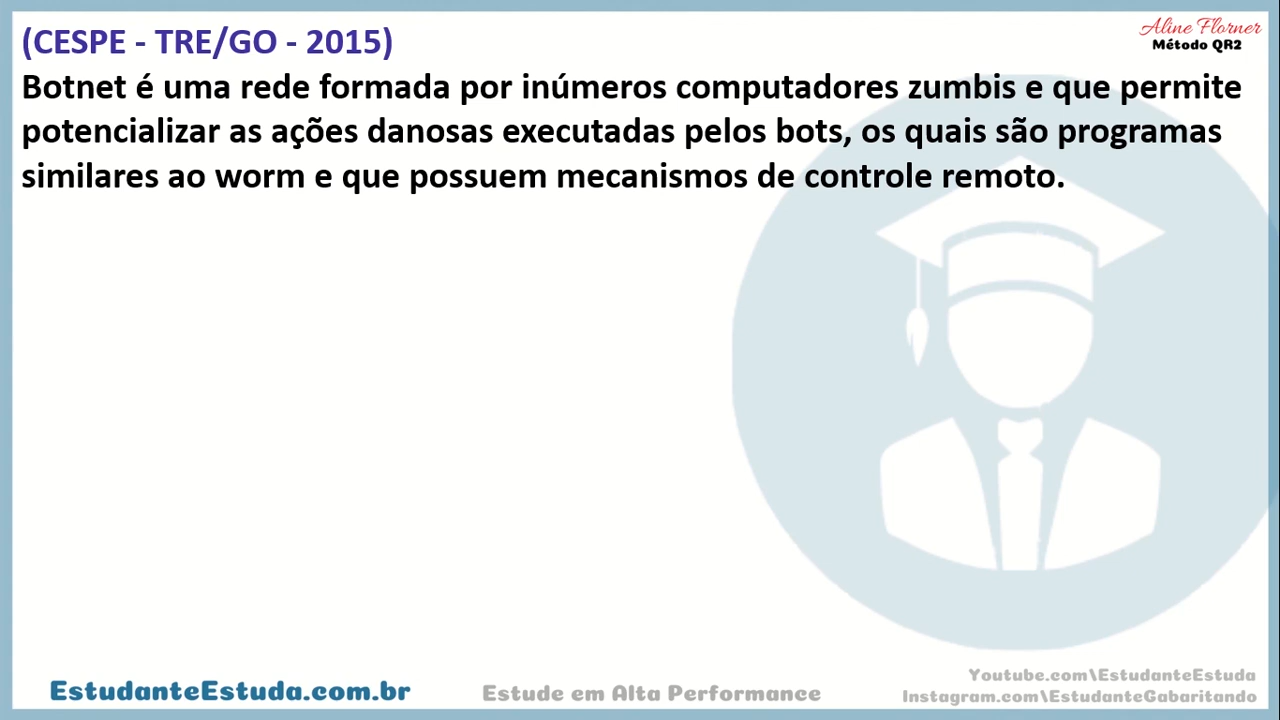 (CESPE - TRE/GO - 2015)
Aline Florner
Método QR2
Botnet é uma rede formada por inúmeros computadores zumbis e que permite
potencializar as ações danosas executadas pelos bots, os quais são programas
similares ao worm e que possuem mecanismos de controle remoto.
EstudanteEstuda.com.br
Estude em Alta Performance
Youtube.com\EstudanteEstuda
Instagram.com\EstudanteGabaritando